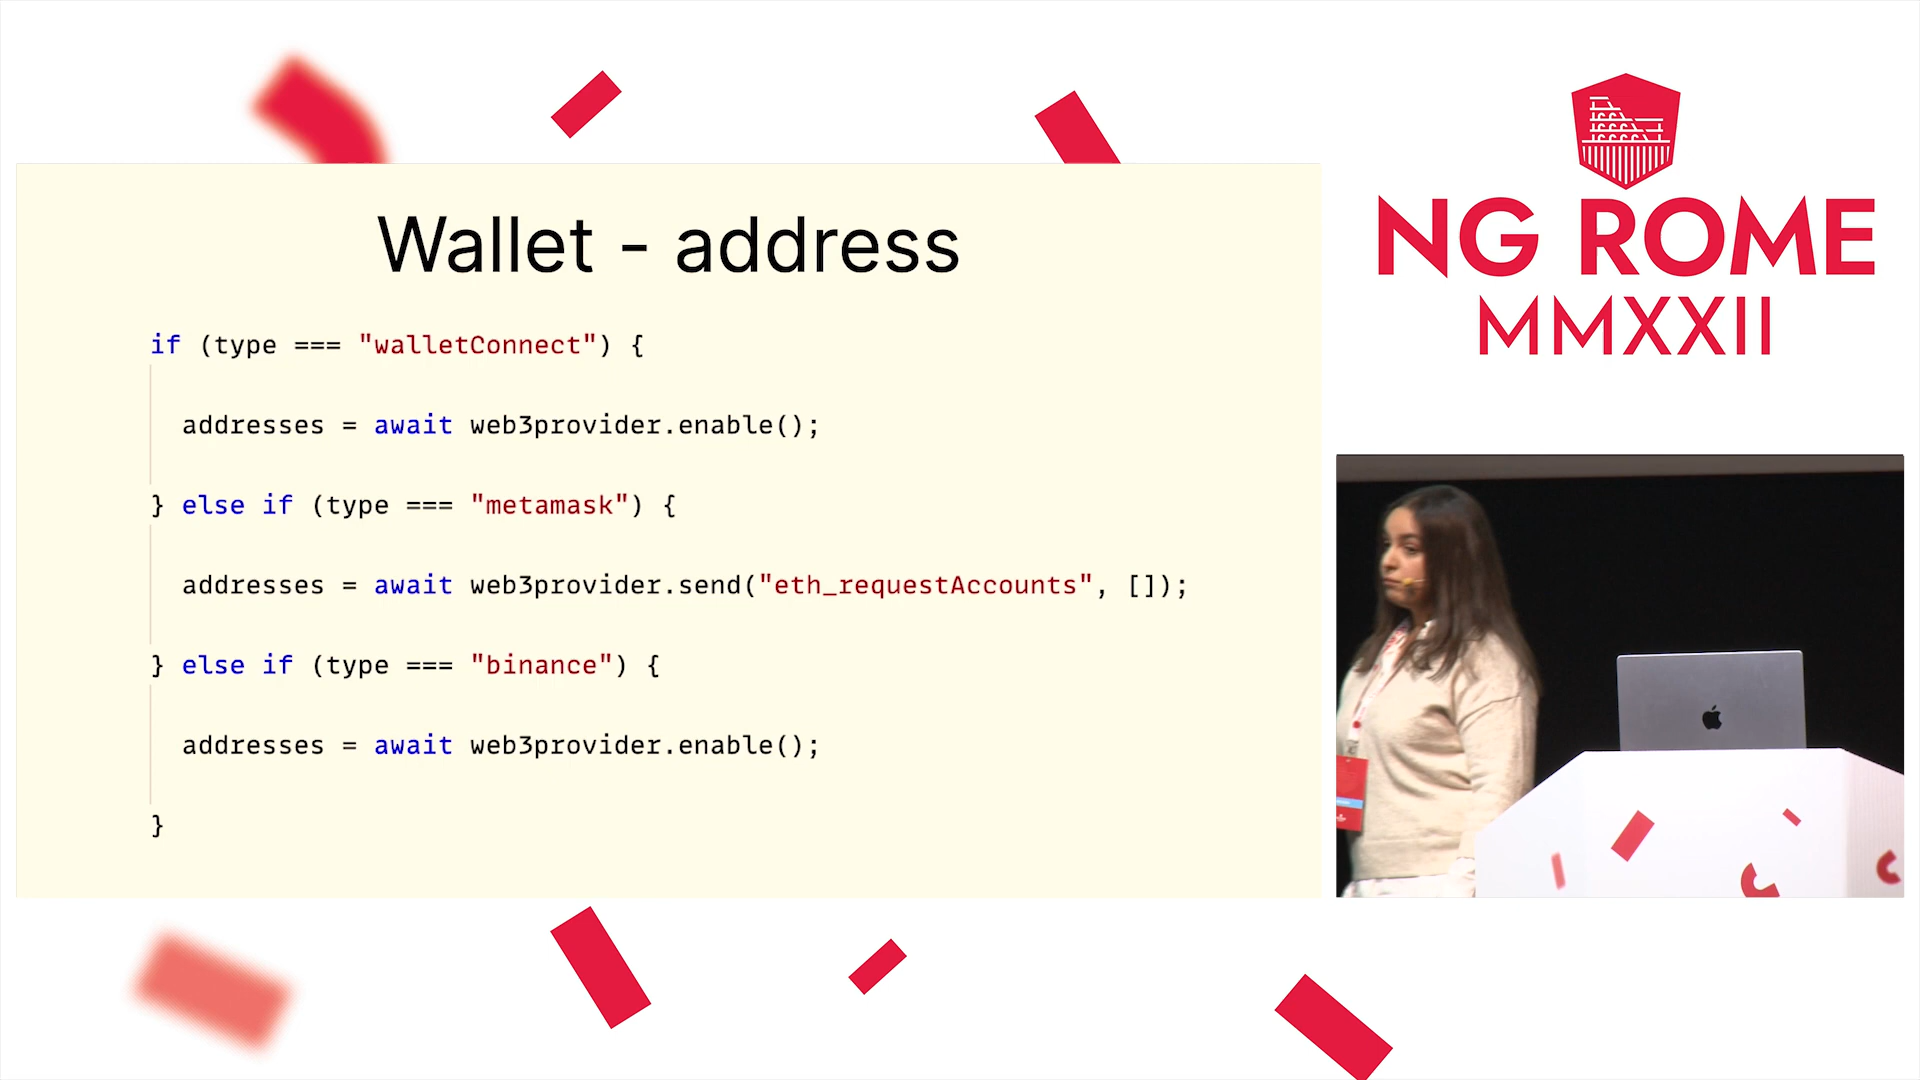 Wallet - address
if (type === "walletConnect") {
addresses = await web3provider.enable();
} else if (type === "metamask") {
addresses = await web3provider.send("eth_requestAccounts", []);
} else if (type === "binance") {
addresses = await web3provider.enable();
}
NG ROME
MMXXII